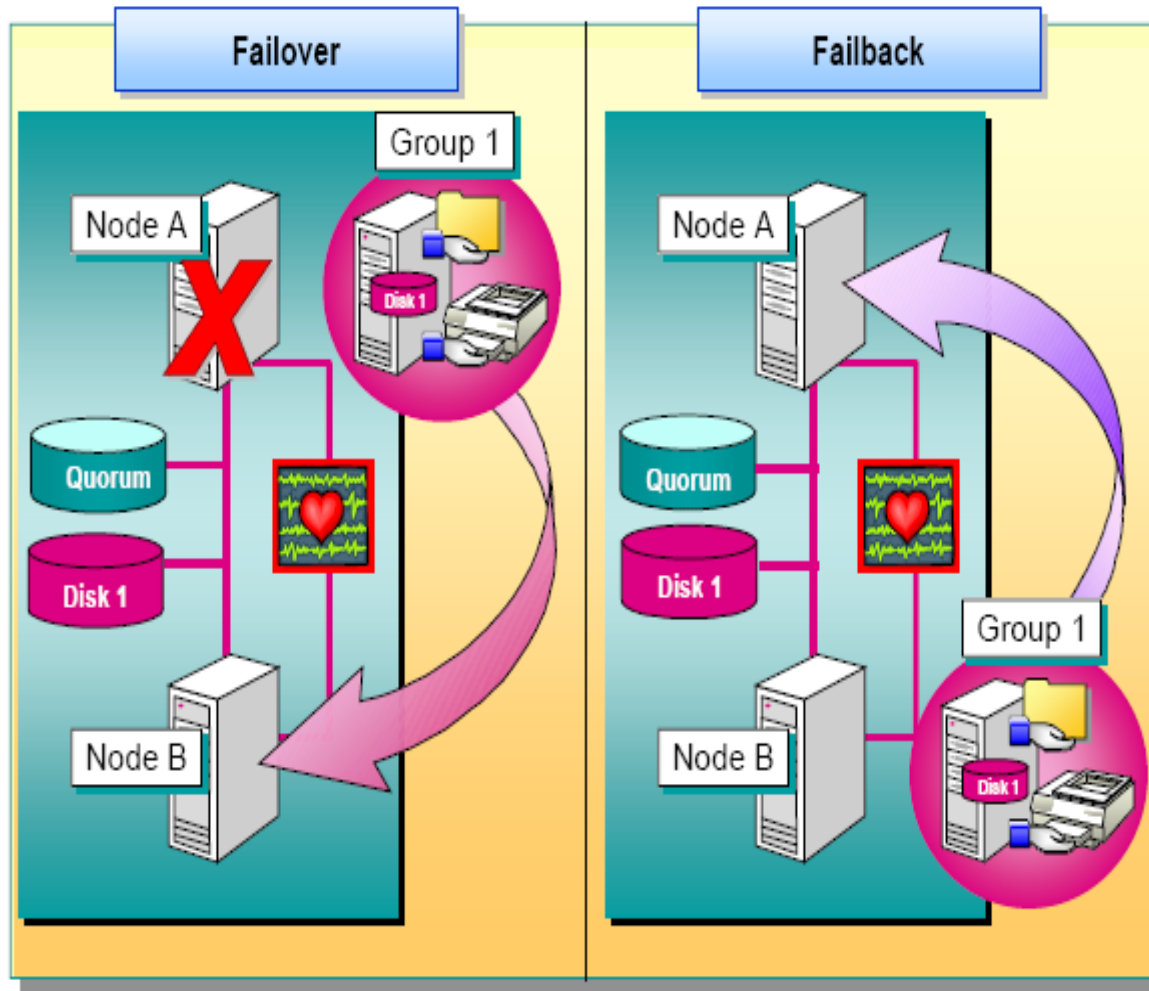 Failover
Group 1
Node A
Disk 1
Quorum
Disk 1
Node B
Failback
Node A
Quorum
Disk 1
Group 1
Node B
Disk 1